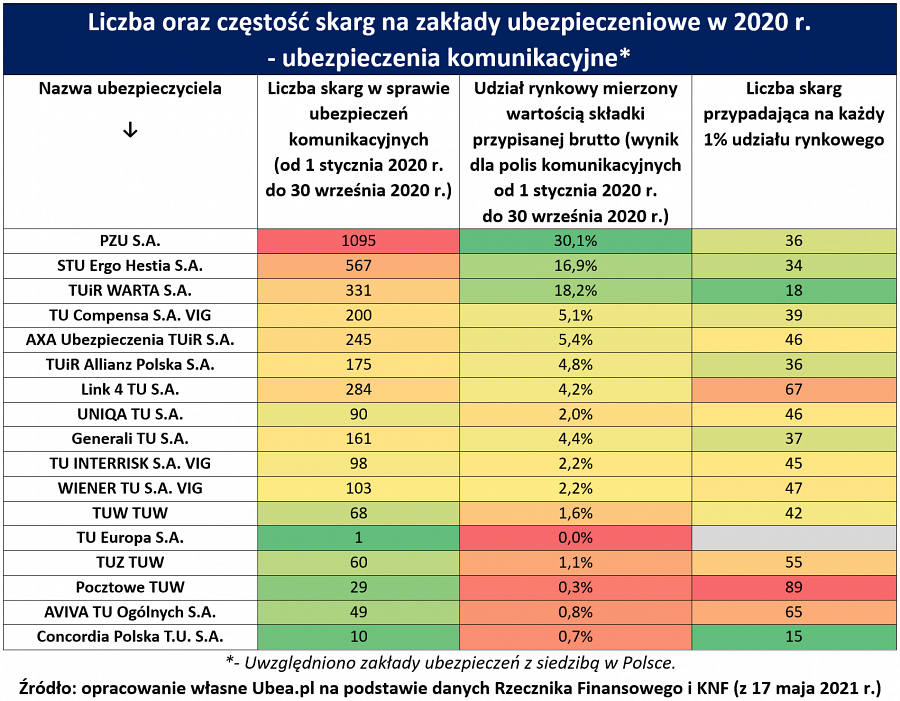 Liczba oraz częstość skarg na zakłady ubezpieczeniowe w 2020 r.
- ubezpieczenia komunikacyjne*
Nazwa ubezpieczyciela
↓
Liczba skarg w sprawie
ubezpieczeń
komunikacyjnych
(od 1 stycznia 2020 r.
do 30 września 2020 r.)
Udział rynkowy mierzony
wartością składki
przypisanej brutto (wynik
dla polis komunikacyjnych
od 1 stycznia 2020 r.
do 30 września 2020 r.)
Liczba skarg
przypadająca na każdy
1% udziału rynkowego
PZU S.A. 1095 30,1% 36
STU Ergo Hestia S.A. 567 16,9% 34
TUiR WARTA S.A. 331 18,2% 18
TU Compensa S.A. VIG 200 5,1% 39
AXA Ubezpieczenia TUiR S.A. 245 5,4% 46
TUiR Allianz Polska S.A. 175 4,8% 36
Link 4 TU S.A. 284 4,2% 67
UNIQA TU S.A. 90 2,0% 46
Generali TU S.A. 161 4,4% 37
TU INTERRISK S.A. VIG 98 2,2% 45
WIENER TU S.A. VIG 103 2,2% 47
TUW TUW 68 1,6% 42
TU Europa S.A. 1 0,0%
TUZ TUW 60 1,1% 55
Pocztowe TUW 29 0,3% 89
AVIVA TU Ogólnych S.A. 49 0,8% 65
Concordia Polska T.U. S.A. 10 0,7% 15
*- Uwzględniono zakłady ubezpieczeń z siedzibą w Polsce.
Źródło: opracowanie własne Ubea.pl na podstawie danych Rzecznika Finansowego i KNF (z 17 maja 2021 r.)